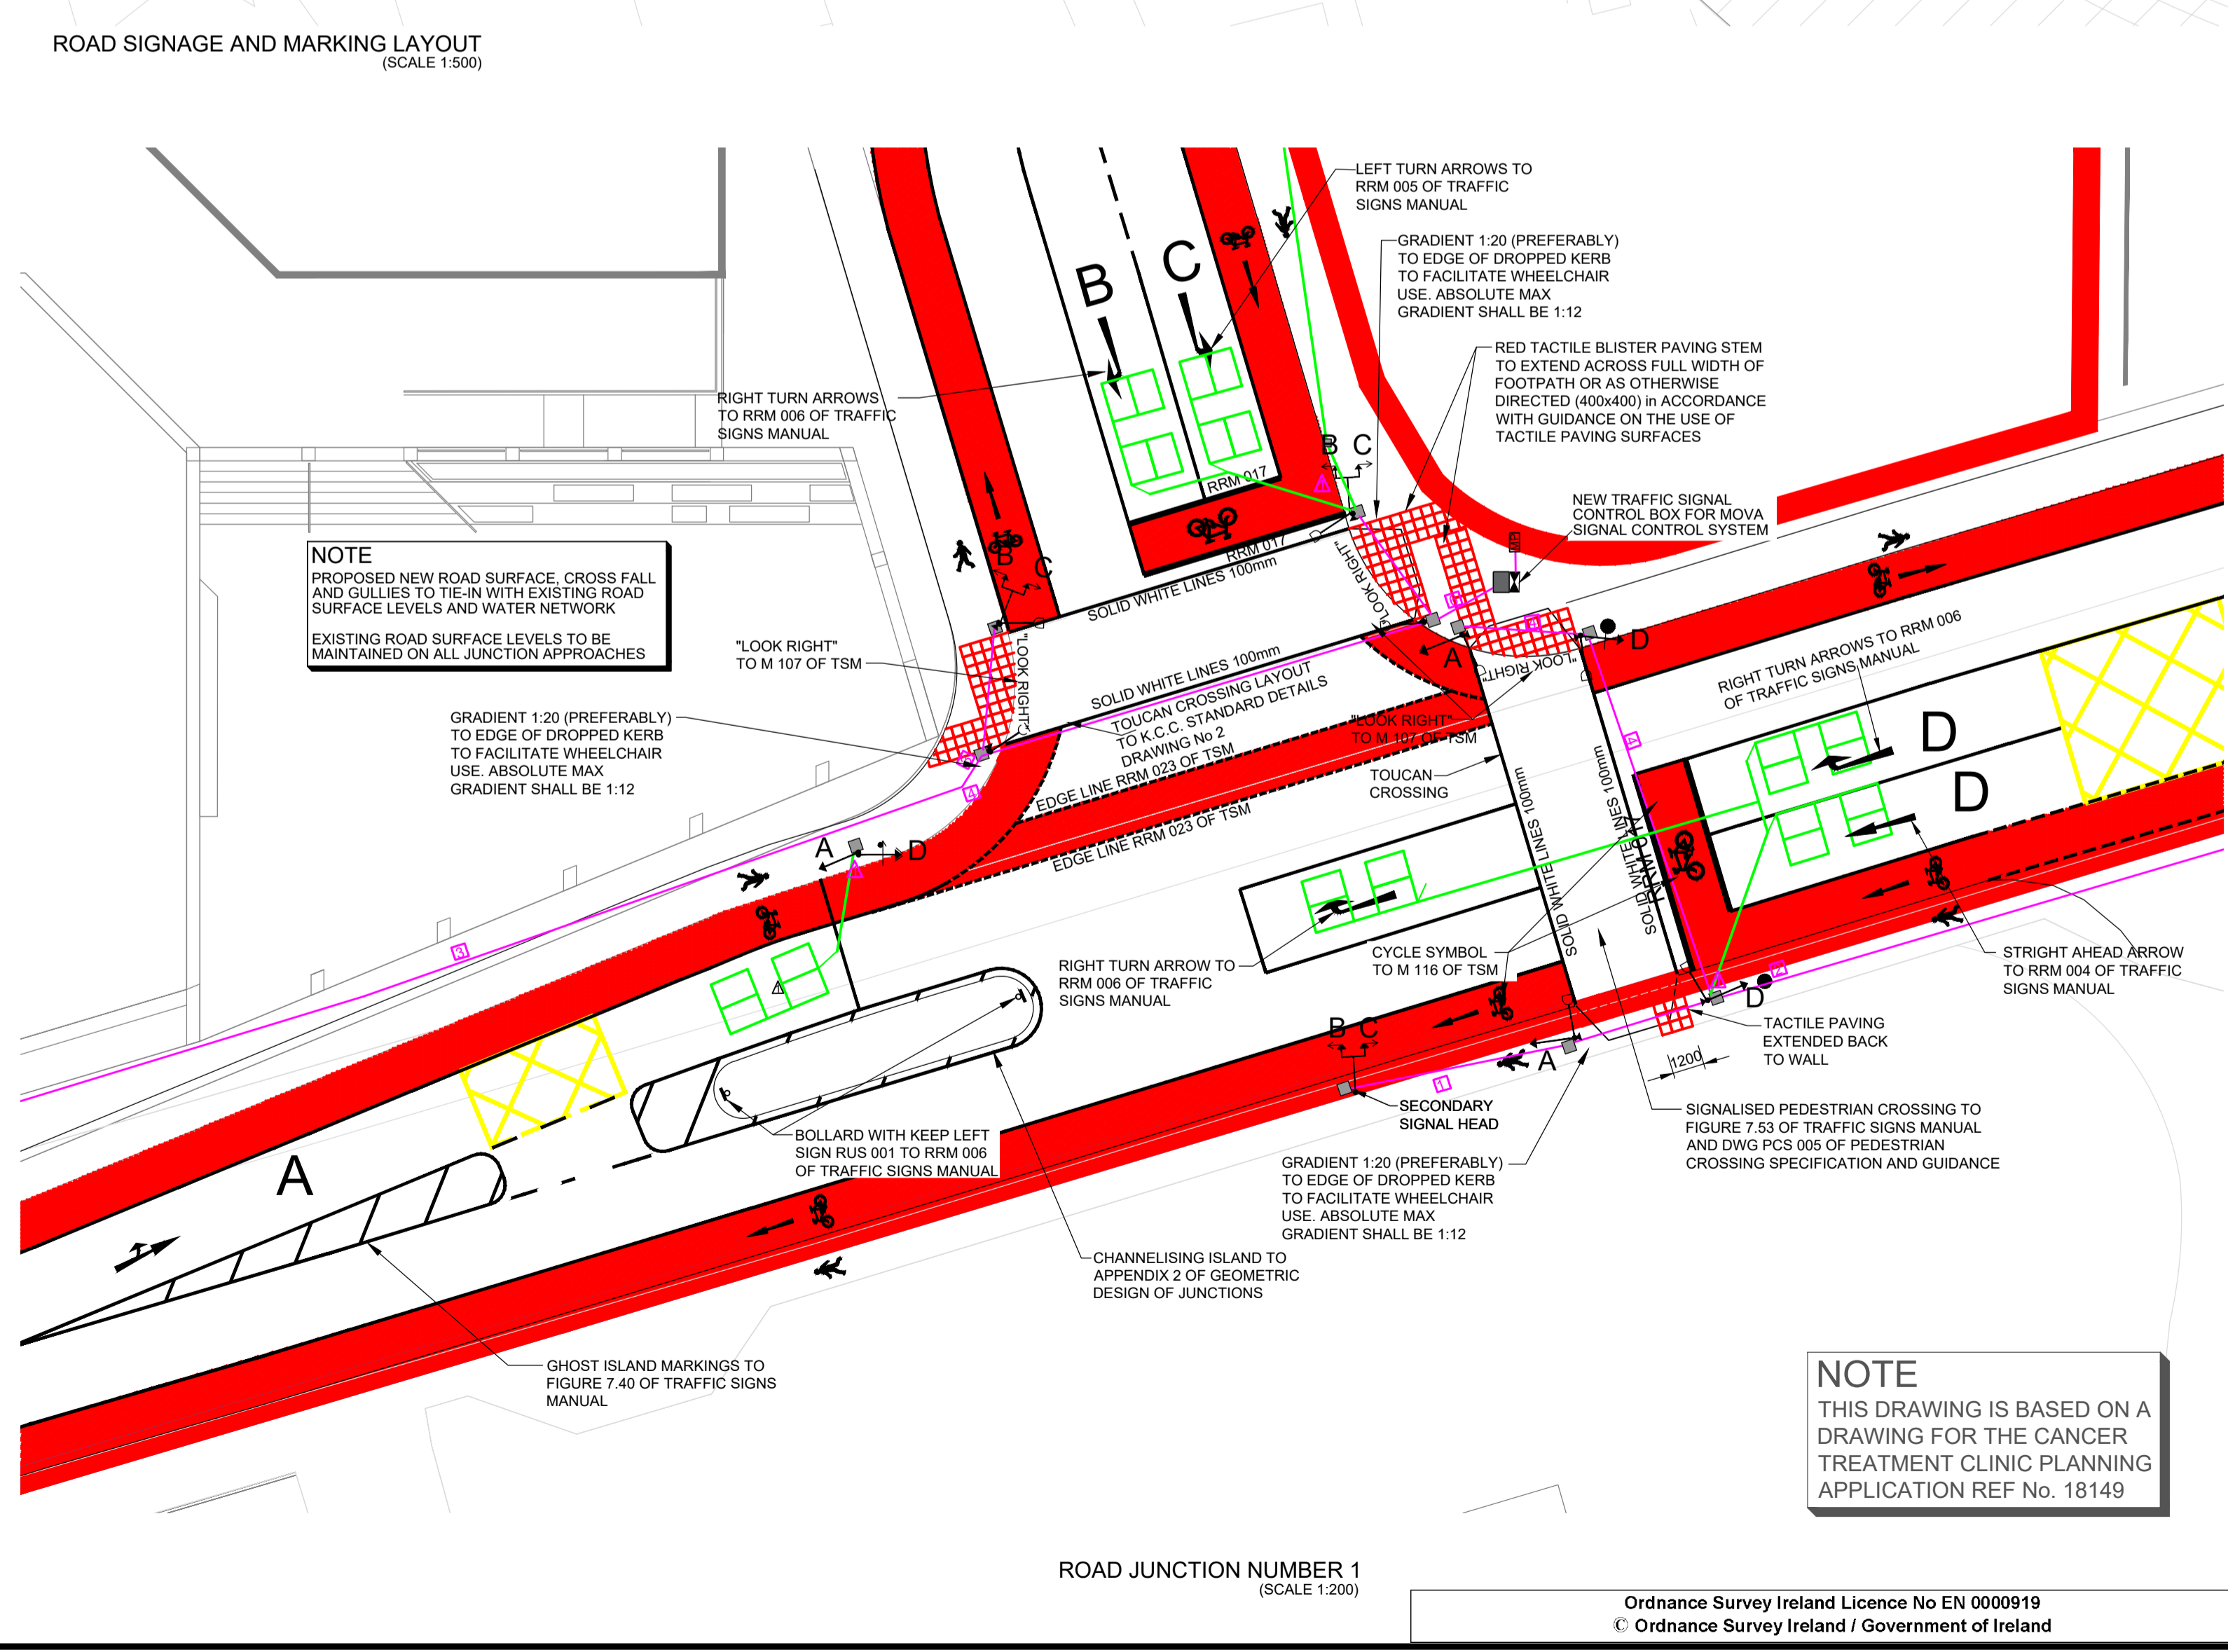 ROAD SIGNAGE AND MARKING LAYOUT
(SCALE 1:500)
LEFT TURN ARROWS TO
RRM 005 OF TRAFFIC
SIGNS MANUAL
GRADIENT 1:20 (PREFERABLY)
TO EDGE OF DROPPED KERB
TO FACILITATE WHEELCHAIR
USE. ABSOLUTE MAX
GRADIENT SHALL BE 1:12
B
C
RED TACTILE BLISTER PAVING STEM
TO EXTEND ACROSS FULL WIDTH OF
FOOTPATH OR AS OTHERWISE
DIRECTED (400x400) in ACCORDANCE
WITH GUIDANCE ON THE USE OF
TACTILE PAVING SURFACES
RIGHT TURN ARROWS
TO RRM 006 OF TRAFFIC
SIGNS MANUAL
B C
RRM 017
RRM 017
NEW TRAFFIC SIGNAL
CONTROL BOX FOR MOVA
SIGNAL CONTROL SYSTEM
MP
NOTE
PROPOSED NEW ROAD SURFACE, CROSS FALL
AND GULLIES TO TIE-IN WITH EXISTING ROAD
SURFACE LEVELS AND WATER NETWORK
EXISTING ROAD SURFACE LEVELS TO BE
MAINTAINED ON ALL JUNCTION APPROACHES
B
C
SOLID WHITE LINES 100mm
"LOOK RIGHT"
"LOOK RIGHT"
TO M 107 OF TSM
"LOOK RIGHT"
A
D
"LOOK RIGHT"
SOLID WHITE LINES 100mm
TOUCAN CROSSING LAYOUT
TO K.C.C. STANDARD DETAILS
DRAWING No 2
RIGHT TURN ARROWS TO RRM 006
OF TRAFFIC SIGNS MANUAL
GRADIENT 1:20 (PREFERABLY)
TO EDGE OF DROPPED KERB
TO FACILITATE WHEELCHAIR
USE. ABSOLUTE MAX
GRADIENT SHALL BE 1:12
"LOOK RIGHT"
TO M 107 OF TSM
4
4
D
D
EDGE LINE RRM 023 OF TSM
EDGE LINE RRM 023 OF TSM
TOUCAN
CROSSING
SOLID WHITE LINES 100mm
SOLID WHITE LINES 100mm
RRM 017
A
D
3
CYCLE SYMBOL
TO M 116 OF TSM
RIGHT TURN ARROW TO
RRM 006 OF TRAFFIC
SIGNS MANUAL
STRIGHT AHEAD ARROW
TO RRM 004 OF TRAFFIC
SIGNS MANUAL
2
D
B C
A
1
TACTILE PAVING
EXTENDED BACK
TO WALL
1200
SECONDARY
SIGNAL HEAD
SIGNALISED PEDESTRIAN CROSSING TO
FIGURE 7.53 OF TRAFFIC SIGNS MANUAL
AND DWG PCS 005 OF PEDESTRIAN
CROSSING SPECIFICATION AND GUIDANCE
BOLLARD WITH KEEP LEFT
SIGN RUS 001 TO RRM 006
OF TRAFFIC SIGNS MANUAL
A
GRADIENT 1:20 (PREFERABLY)
TO EDGE OF DROPPED KERB
TO FACILITATE WHEELCHAIR
USE. ABSOLUTE MAX
GRADIENT SHALL BE 1:12
CHANNELISING ISLAND TO
APPENDIX 2 OF GEOMETRIC
DESIGN OF JUNCTIONS
GHOST ISLAND MARKINGS TO
FIGURE 7.40 OF TRAFFIC SIGNS
MANUAL
NOTE
THIS DRAWING IS BASED ON A
DRAWING FOR THE CANCER
TREATMENT CLINIC PLANNING
APPLICATION REF No. 18149
ROAD JUNCTION NUMBER 1
(SCALE 1:200)
Ordnance Survey Ireland Licence No EN 0000919
© Ordnance Survey Ireland / Government of Ireland